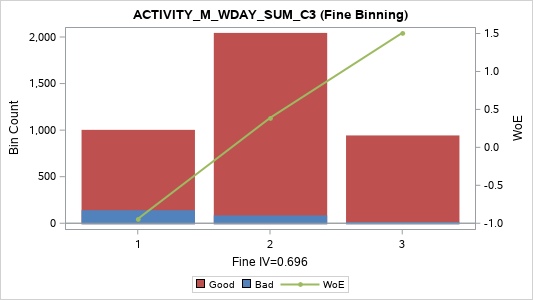 ACTIVITY_M_WDAY_SUM_C3 (Fine Binning)
2,000
1,500
1,000
500
0
Bin Count
1.5
1.0
0.5
0.0
-0.5
-1.0
WoE
1 2 3
Fine IV=0.696
Good Bad WoE